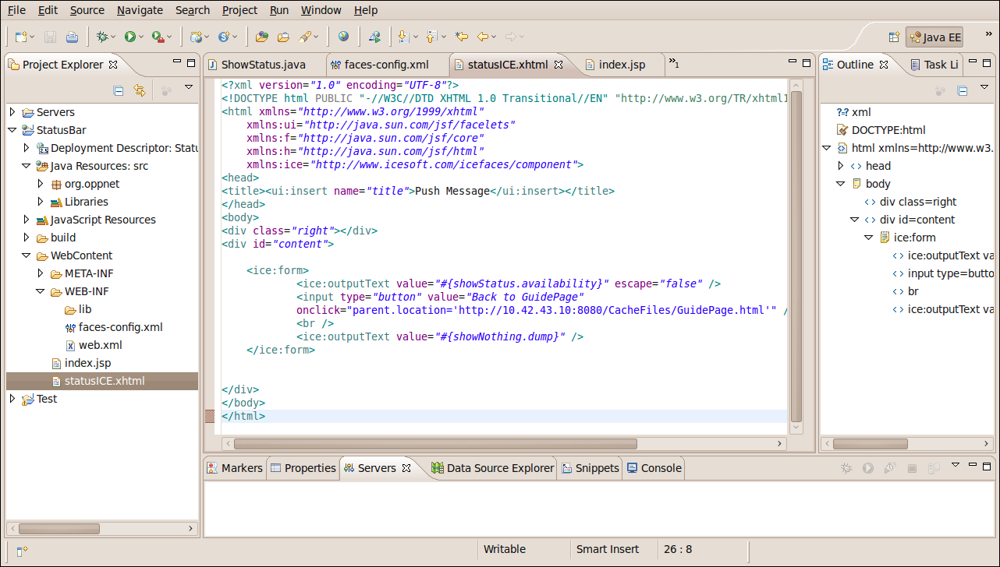 File Edit Source Navigate Search Project Run Window Help
Java EE »
Project Explorer
Servers
StatusBar
Deployment Descriptor: Statu
Java Resources: src
org.oppnet
Libraries
JavaScript Resources
build
WebContent
META-INF
WEB-INF
lib
faces-config.xml
web.xml
index.jsp
statusICE.xhtml
Test
ShowStatus.java faces-config.xml statusICE.xhtml index.jsp »1
<?xml version="1.0" encoding="UTF-8"?>
<!DOCTYPE html PUBLIC "-//W3C//DTD XHTML 1.0 Transitional//EN" "http://www.w3.org/TR/xhtml1
<html xmlns="http://www.w3.org/1999/xhtml"
    xmlns:ui="http://java.sun.com/jsf/facelets"
    xmlns:f="http://java.sun.com/jsf/core"
    xmlns:h="http://java.sun.com/jsf/html"
    xmlns:ice="http://www.icesoft.com/icefaces/component">
<head>
<title><ui:insert name="title">Push Message</ui:insert></title>
</head>
<body>
<div class="right"></div>
<div id="content">
    <ice:form>
            <ice:outputText value="#{showStatus.availability}" escape="false" />
            <input type="button" value="Back to GuidePage"
            onclick="parent.location='http://10.42.43.10:8080/CacheFiles/GuidePage.html'" /
            <br />
            <ice:outputText value="#{showNothing.dump}" />
    </ice:form>
</div>
</body>
</html>
Outline Task Li
?=? xml
DOCTYPE:html
html xmlns=http://www.w3.
head
body
div class=right
div id=content
ice:form
ice:outputText va
input type=butto
br
ice:outputText va
Markers Properties Servers Data Source Explorer Snippets Console
Writable Smart Insert 26 : 8